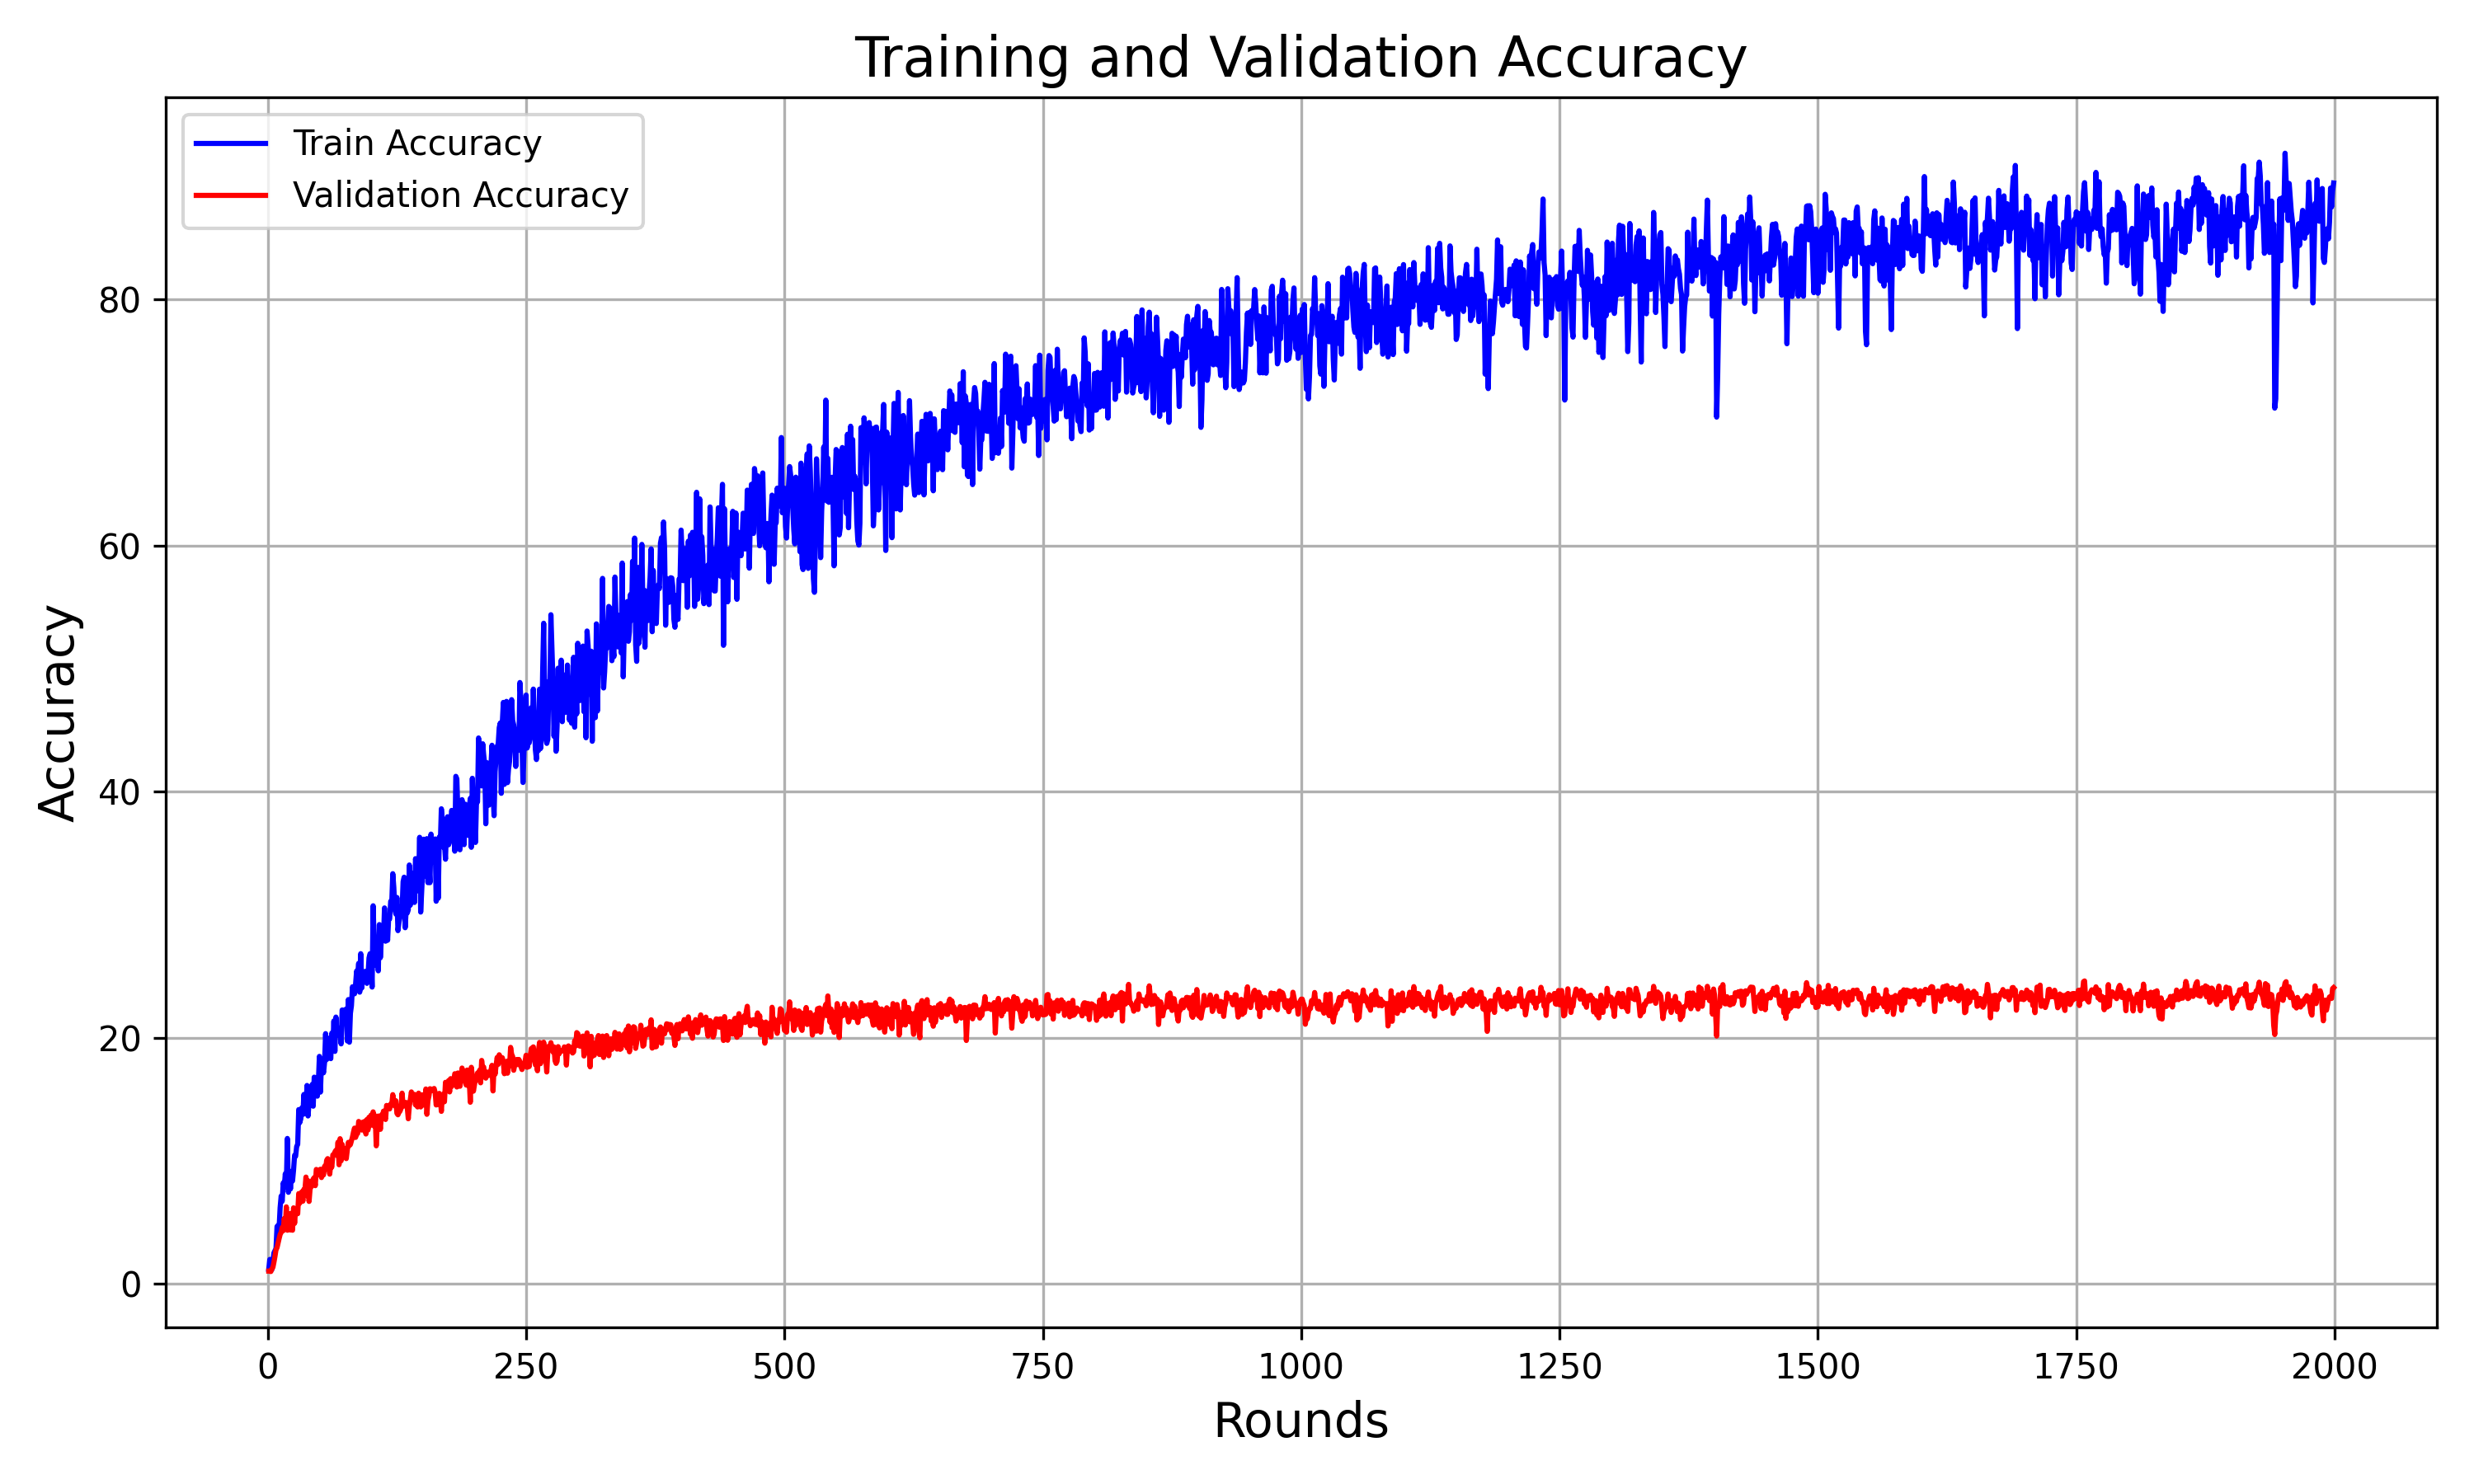 Training and Validation Accuracy
Train Accuracy
Validation Accuracy
Accuracy
80
60
40
20
0
0 250 500 750 1000 1250 1500 1750 2000
Rounds